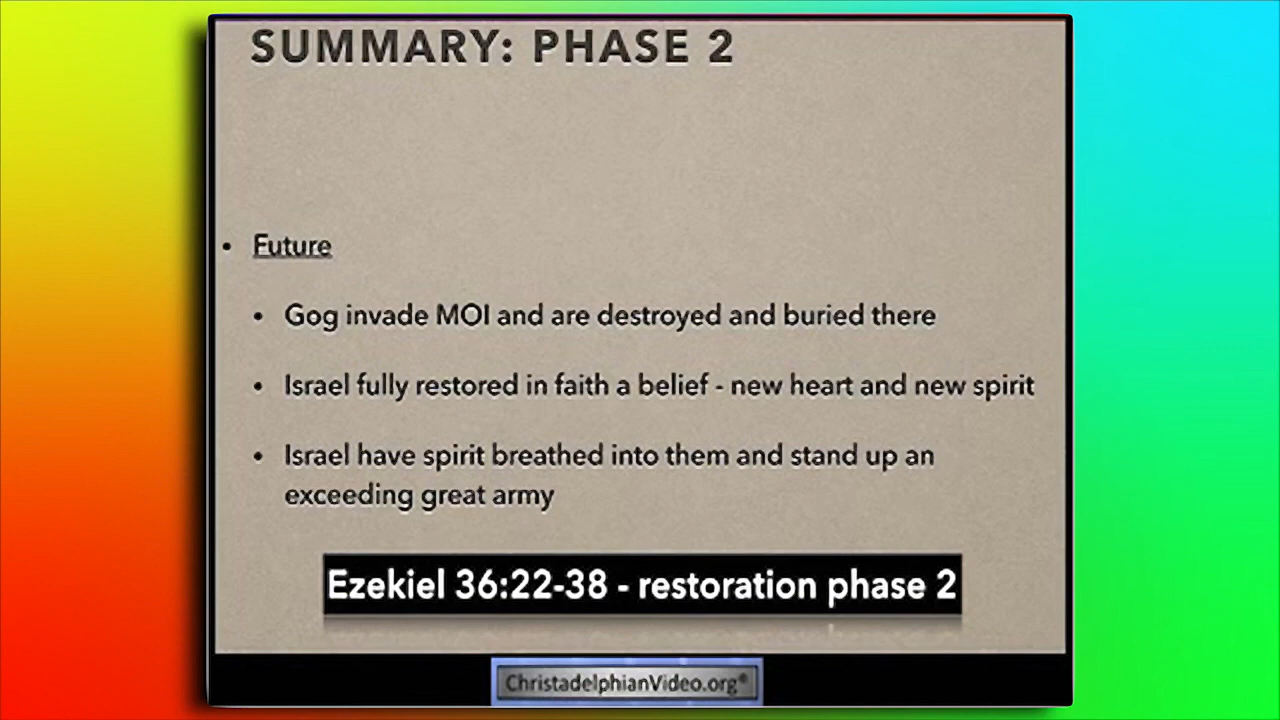 SUMMARY: PHASE 2
• Future
• Gog invade MOI and are destroyed and buried there
• Israel fully restored in faith a belief - new heart and new spirit
• Israel have spirit breathed into them and stand up an
exceeding great army
Ezekiel 36:22-38 - restoration phase 2
ChristadelphianVideo.org®